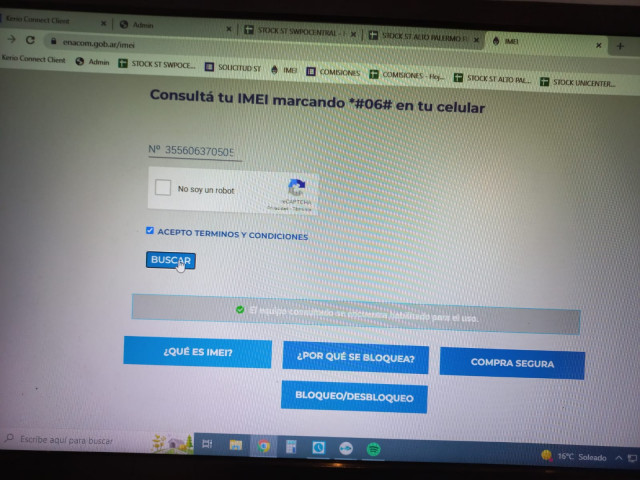 Kerio Connect Client
Admin
STOCK ST SWPOCENTRAL -
STOCK ST ALTO PALERMO
IMEI
enacom.gob.ar/imei
Kerio Connect Client
Admin
STOCK ST SWPOCE...
SOLICITUD ST
IMEI
COMISIONES
COMISIONES - Hoj...
STOCK ST ALTO PAL...
STOCK UNICENTER...
Consultá tu IMEI marcando *#06# en tu celular
Nº 355606370505
No soy un robot
reCAPTCHA
Privacidad - Términos
ACEPTO TERMINOS Y CONDICIONES
BUSCAR
El equipo consultado se encuentra habilitado para el uso.
¿QUÉ ES IMEI?
¿POR QUÉ SE BLOQUEA?
COMPRA SEGURA
BLOQUEO/DESBLOQUEO
Escribe aquí para buscar
16°C Soleado